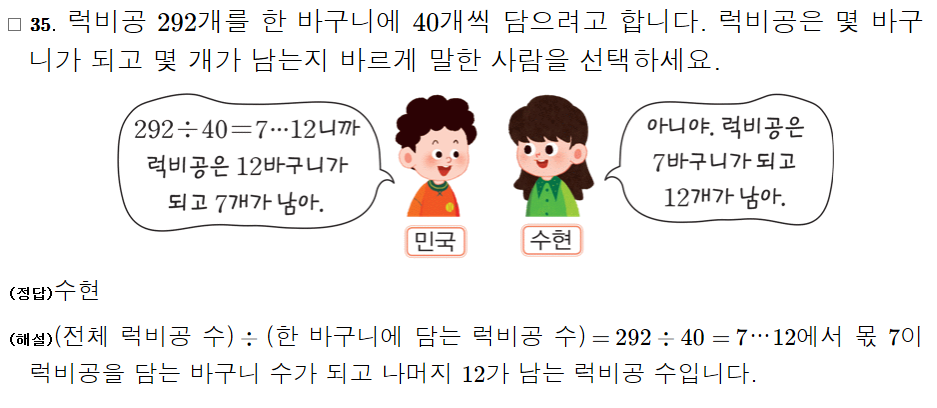 □ 35. 럭비공 292개를 한 바구니에 40개씩 담으려고 합니다. 럭비공은 몇 바구
니가 되고 몇 개가 남는지 바르게 말한 사람을 선택하세요.
292÷40=7…12니까
럭비공은 12바구니가
되고 7개가 남아.
민국
아니야. 럭비공은
7바구니가 되고
12개가 남아.
수현
(정답)수현
(해설)(전체 럭비공 수)÷(한 바구니에 담는 럭비공 수)=292÷40=7…12에서 몫 7이
럭비공을 담는 바구니 수가 되고 나머지 12가 남는 럭비공 수입니다.